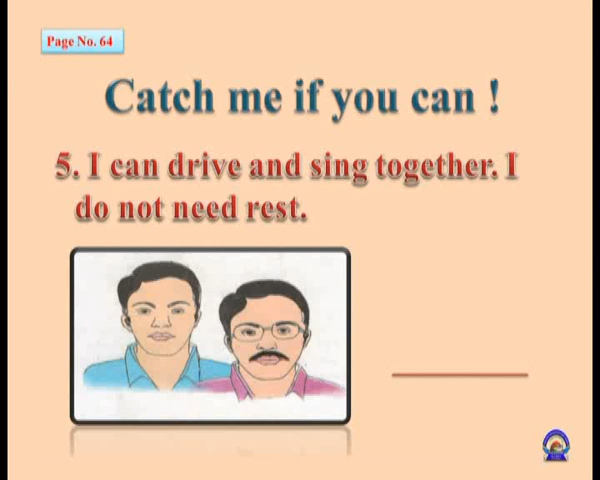 Page No. 64
Catch me if you can !
5. I can drive and sing together. I
do not need rest.